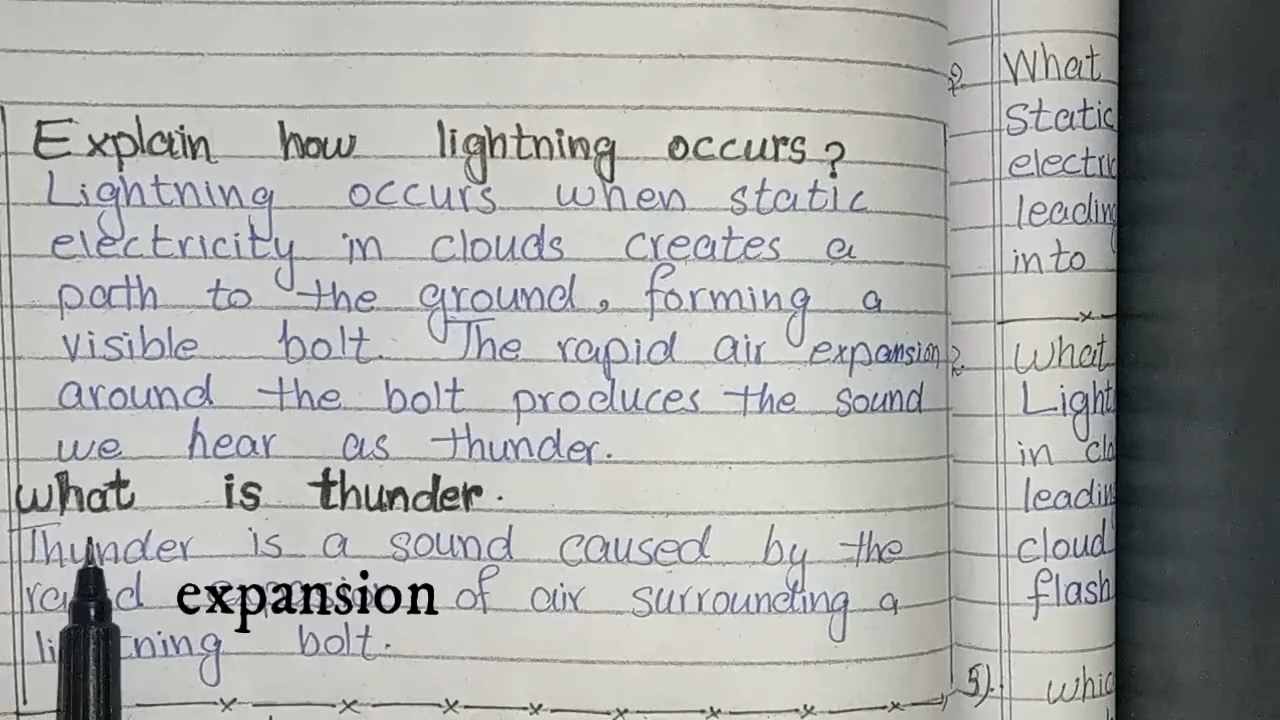 Explain how lightning occurs?
Lightning occurs when static
electricity in clouds creates a
path to the ground, forming a
visible bolt. The rapid air expansion
around the bolt produces the sound
we hear as thunder.
What is thunder.
Thunder is a sound caused by the
expansion of air surrounding a
bolt.
2. What
Static
leading
into
2. What
Light
in
cloud
flash
5).